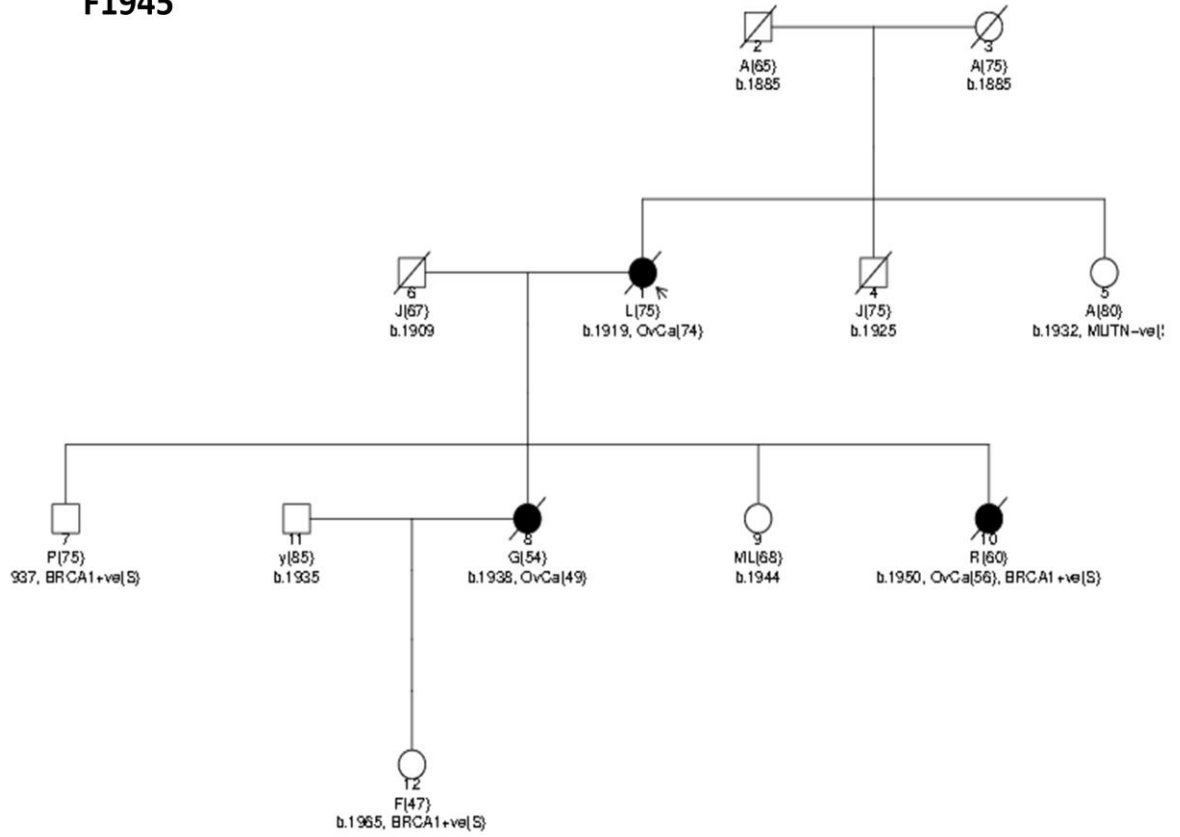 F1945
2
A(65)
b.1885
3
A(75)
b.1885
6
J(67)
b.1909
1
L(75)
b.1919, OvCa(74)
4
J(75)
b.1925
5
A(80)
b.1932, MUTN-ve(
7
P(75)
937, BRCA1+ve(S)
11
y(85)
b.1935
8
G(54)
b.1938, OvCa(49)
9
ML(68)
b.1944
10
R(60)
b.1950, OvCa(56), BRCA1+ve(S)
12
F(47)
b.1965, BRCA1+ve(S)